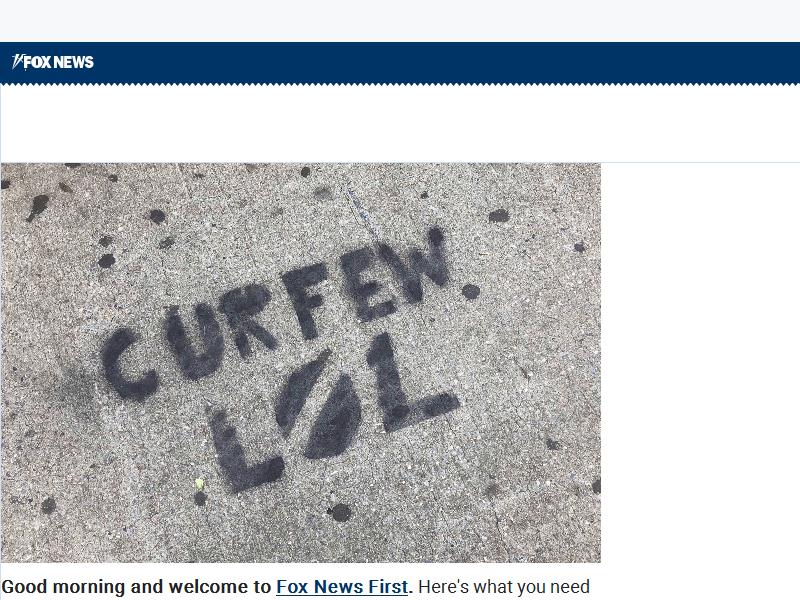 FOX NEWS
CURFEW
LOL
Good morning and welcome to Fox News First. Here's what you need